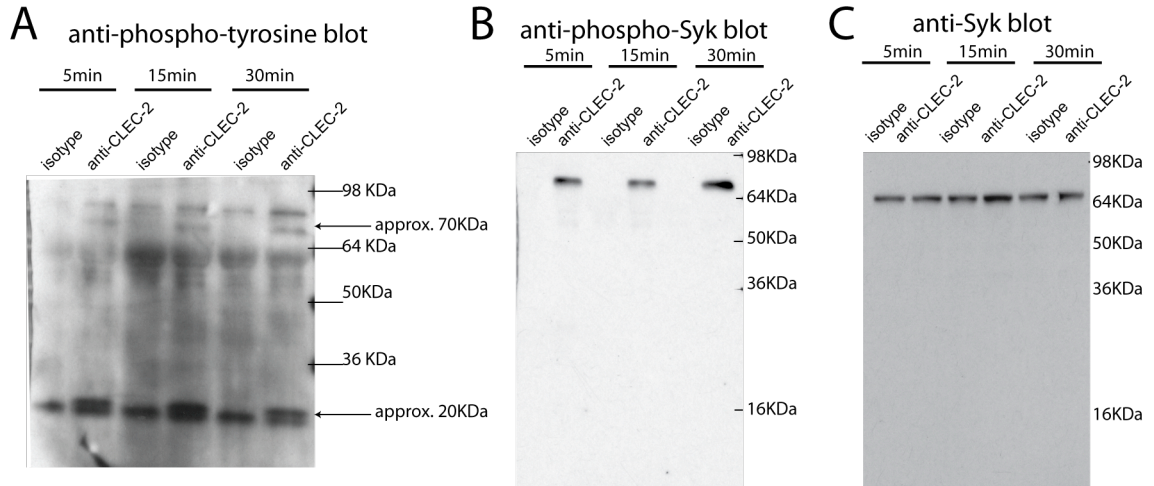 A
anti-phospho-tyrosine blot
5min 15min 30min
isotype anti-CLEC-2 isotype anti-CLEC-2 isotype anti-CLEC-2
98 KDa
approx. 70KDa
64 KDa
50KDa
36 KDa
approx. 20KDa
B
anti-phospho-Syk blot
5min 15min 30min
isotype anti-CLEC-2 isotype anti-CLEC-2 isotype anti-CLEC-2
98KDa
64KDa
50KDa
36KDa
16KDa
C
anti-Syk blot
5min 15min 30min
isotype anti-CLEC-2 isotype anti-CLEC-2 isotype anti-CLEC-2
98KDa
64KDa
50KDa
36KDa
16KDa